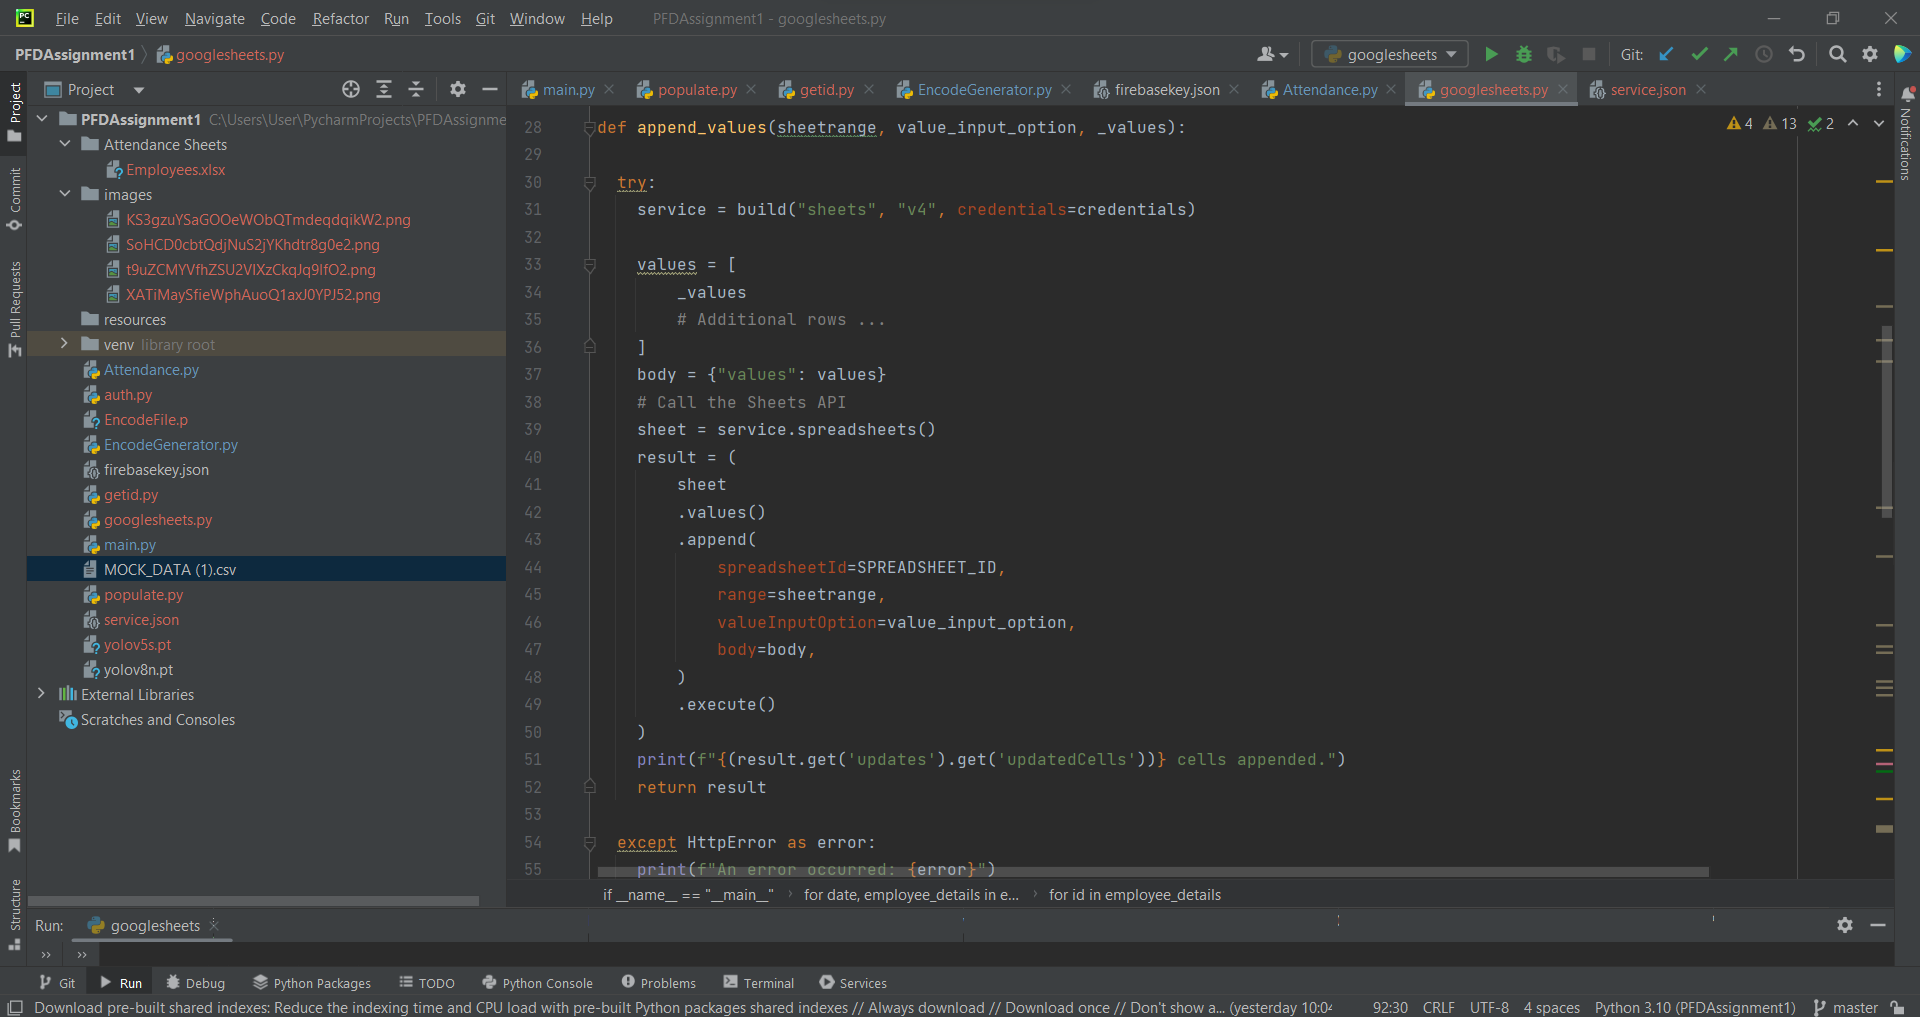 File Edit View Navigate Code Refactor Run Tools Git Window Help PFDAssignment1 - googlesheets.py
PFDAssignment1 googlesheets.py googlesheets Git:
Project
main.py populate.py getid.py EncodeGenerator.py firebasekey.json Attendance.py googlesheets.py service.json
PFDAssignment1 C:\Users\User\PycharmProjects\PFDAssignme
Attendance Sheets
Employees.xlsx
images
KS3gzuYSaGOOeWObQTmdeqdqikW2.png
SoHCD0cbtQdjNuS2jYKhdtr8g0e2.png
t9uZCMYVfhZSU2VIXzCkqJq9lfO2.png
XATiMaySfieWphAuoQ1axJ0YPJ52.png
resources
venv library root
Attendance.py
auth.py
EncodeFile.p
EncodeGenerator.py
firebasekey.json
getid.py
googlesheets.py
main.py
MOCK_DATA (1).csv
populate.py
service.json
yolov5s.pt
yolov8n.pt
External Libraries
Scratches and Consoles
Project
Commit
Pull Requests
Bookmarks
Structure
Notifications
4 13 2
28 def append_values(sheetrange, value_input_option, _values):
29
30 try:
31 service = build("sheets", "v4", credentials=credentials)
32
33 values = [
34 _values
35 # Additional rows ...
36 ]
37 body = {"values": values}
38 # Call the Sheets API
39 sheet = service.spreadsheets()
40 result = (
41 sheet
42 .values()
43 .append(
44 spreadsheetId=SPREADSHEET_ID,
45 range=sheetrange,
46 valueInputOption=value_input_option,
47 body=body,
48 )
49 .execute()
50 )
51 print(f"{(result.get('updates').get('updatedCells'))} cells appended.")
52 return result
53
54 except HttpError as error:
55 print(f"An error occurred: {error}")
if __name__ == "__main__" › for date, employee_details in e... › for id in employee_details
Run: googlesheets
Git Run Debug Python Packages TODO Python Console Problems Terminal Services
Download pre-built shared indexes: Reduce the indexing time and CPU load with pre-built Python packages shared indexes // Always download // Download once // Don't show a... (yesterday 10:04 92:30 CRLF UTF-8 4 spaces Python 3.10 (PFDAssignment1) master